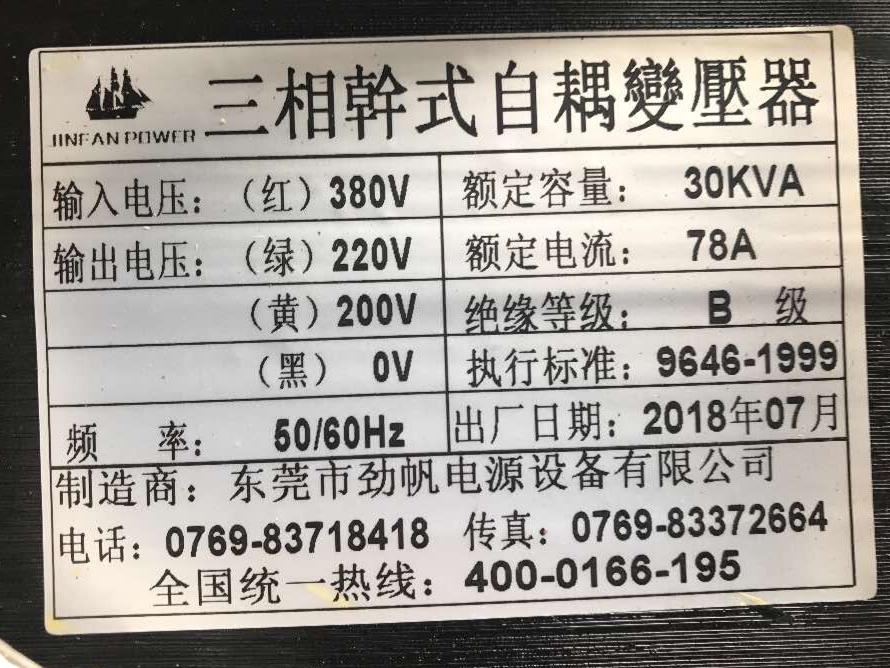 JINFAN POWER
三相幹式自耦變壓器
输入电压:（红）380V 额定容量: 30KVA
输出电压:（绿）220V 额定电流: 78A
（黄）200V 绝缘等级: B 级
（黑） 0V 执行标准: 9646-1999
频 率: 50/60Hz 出厂日期: 2018年07月
制造商: 东莞市劲帆电源设备有限公司
电话: 0769-83718418 传真: 0769-83372664
全国统一热线: 400-0166-195